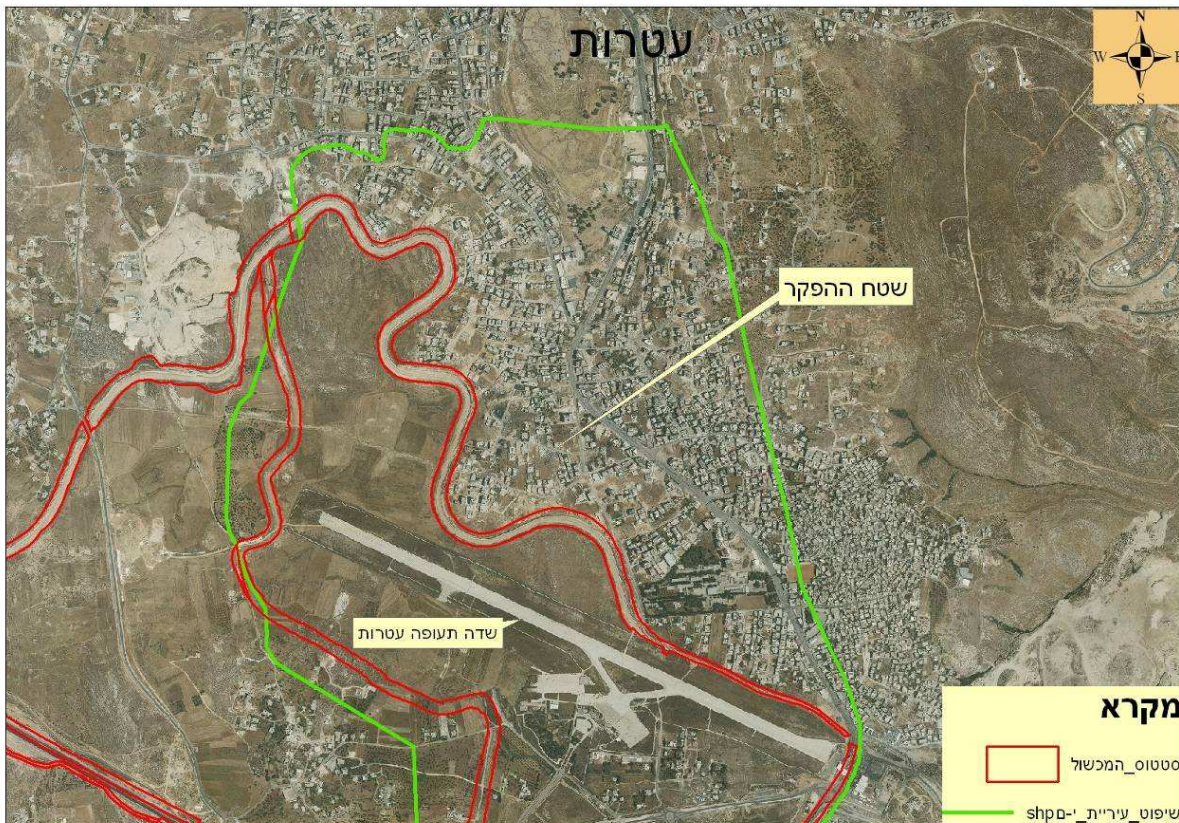 עטרות
N
W E
S
שטח ההפקר
שדה תעופה עטרות
מקרא
סטטוס_המכשול
שיפוט_עיריית_י-ם shp